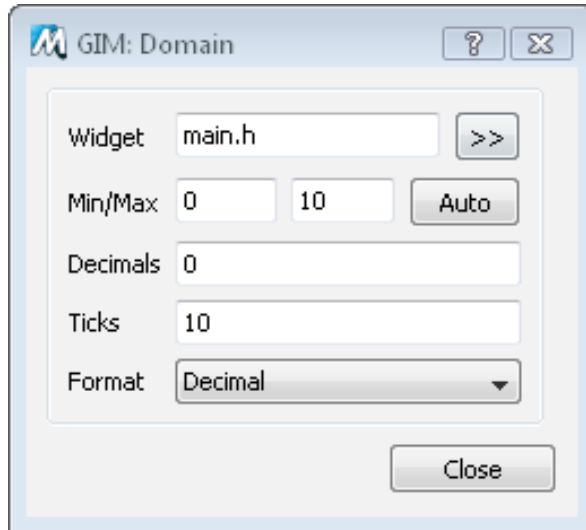 GIM: Domain ?
Widget main.h >>
Min/Max 0 10 Auto
Decimals 0
Ticks 10
Format Decimal
Close